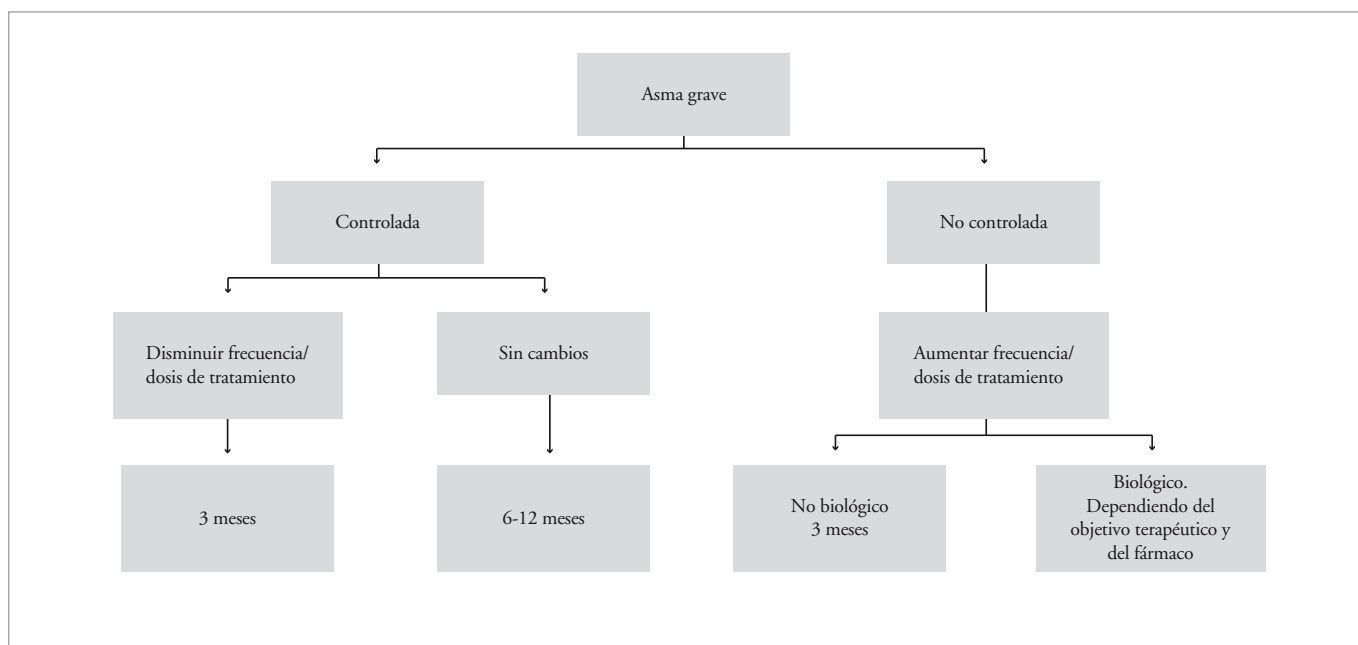 Asma grave
Controlada
No controlada
Disminuir frecuencia/
dosis de tratamiento
Sin cambios
Aumentar frecuencia/
dosis de tratamiento
3 meses
6-12 meses
No biológico
3 meses
Biológico.
Dependiendo del
objetivo terapéutico y
del fármaco